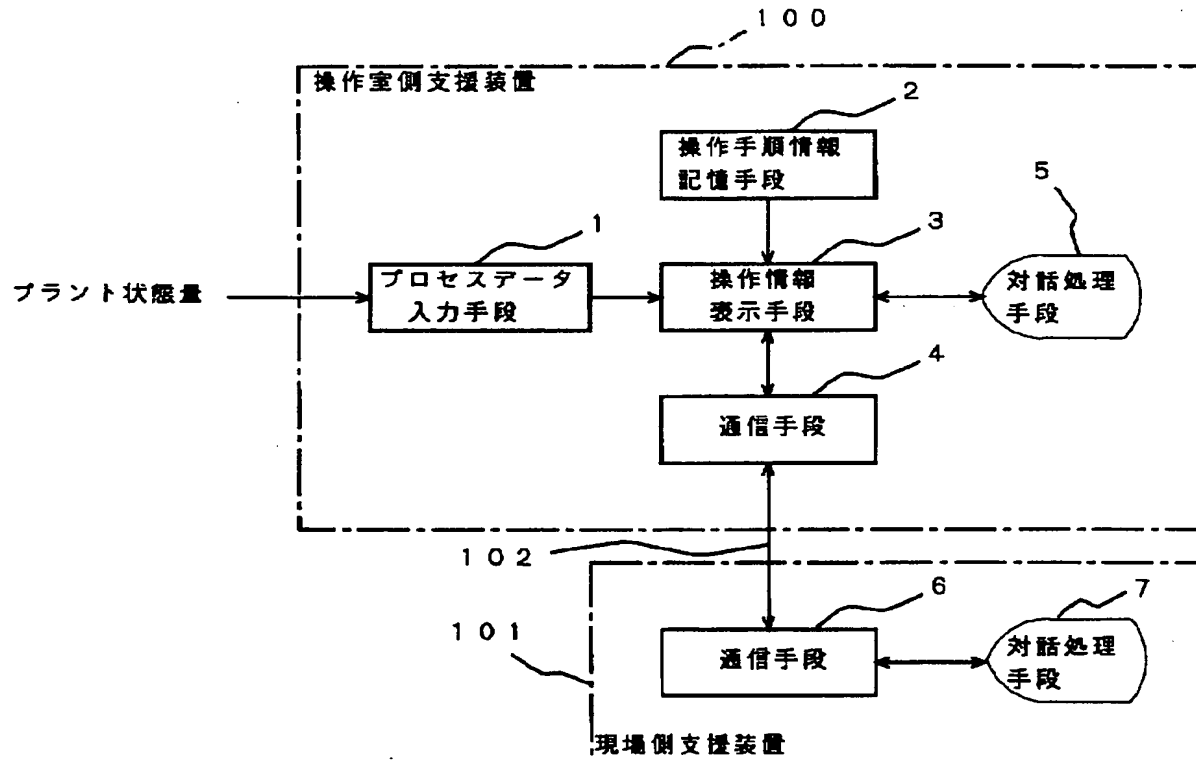 100
操作室側支援装置
2
操作手順情報
記憶手段
5
1
3
プロセスデータ
入力手段
操作情報
表示手段
対話処理
手段
プラント状態量
4
通信手段
102
6
7
101
通信手段
対話処理
手段
現場側支援装置